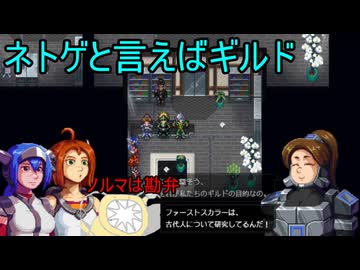 ネトゲと言えばギルド
ノルマは勘弁
私たちのギルドの目的なの。
ファーストスカラーは、
古代人について研究してるんだ！